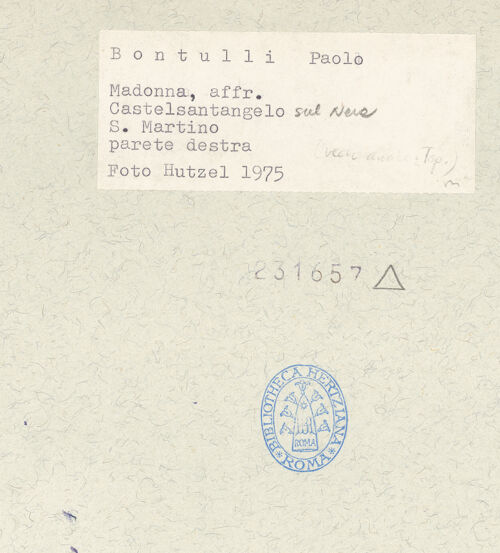 Bontulli Paolo
Madonna, affr.
Castelsantangelo sul Nera
S. Martino
parete destra
Foto Hutzel 1975
231657 △
BIBLIOTHECA HERTZIANA
ROMA
* ROMA *